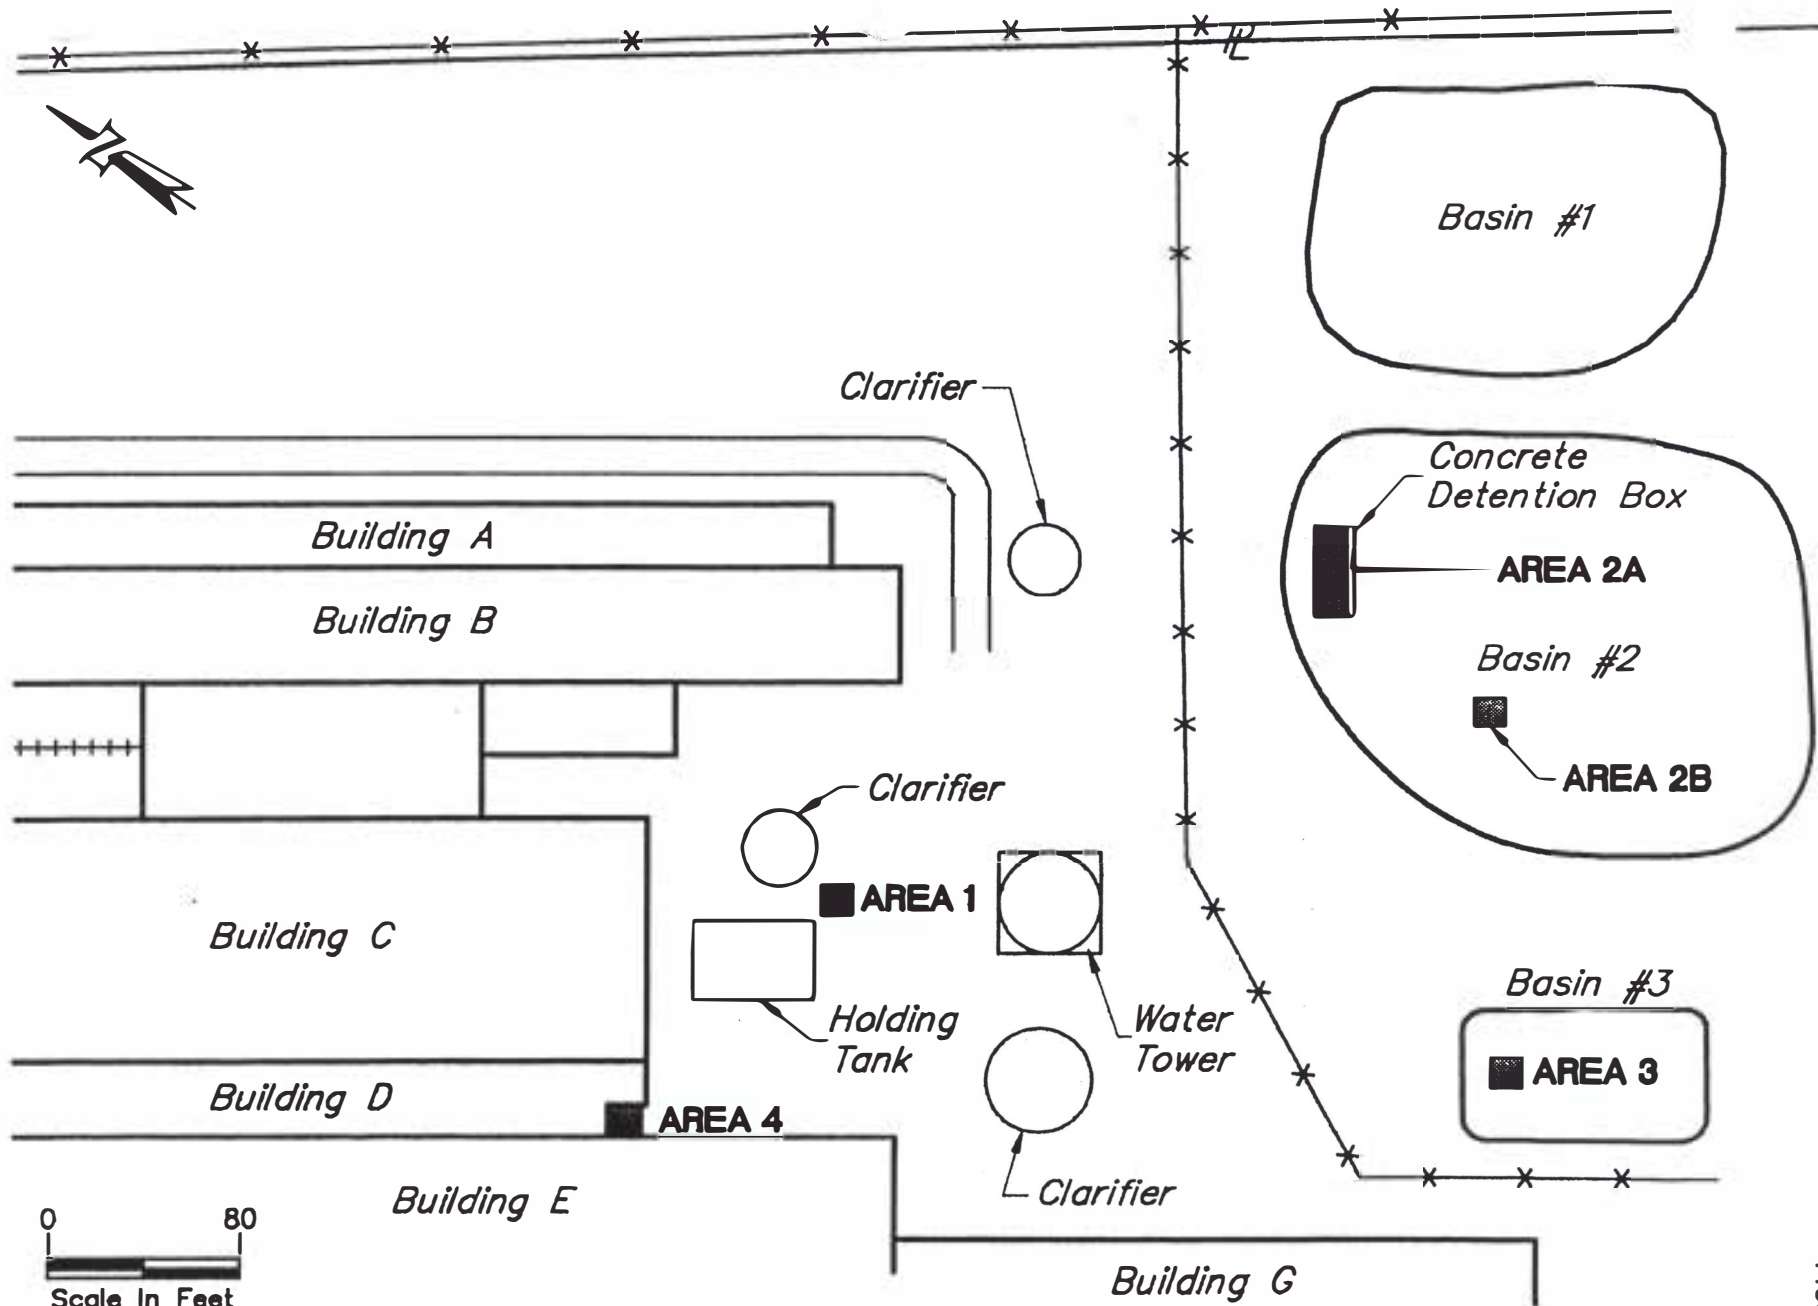 PL
N
Basin #1
Clarifier
Concrete
Detention Box
Building A
AREA 2A
Building B
Basin #2
AREA 2B
Clarifier
AREA 1
Building C
Basin #3
Holding
Tank
Water
Tower
AREA 3
Building D
AREA 4
Clarifier
Building E
0 80
Scale In Feet
Building G